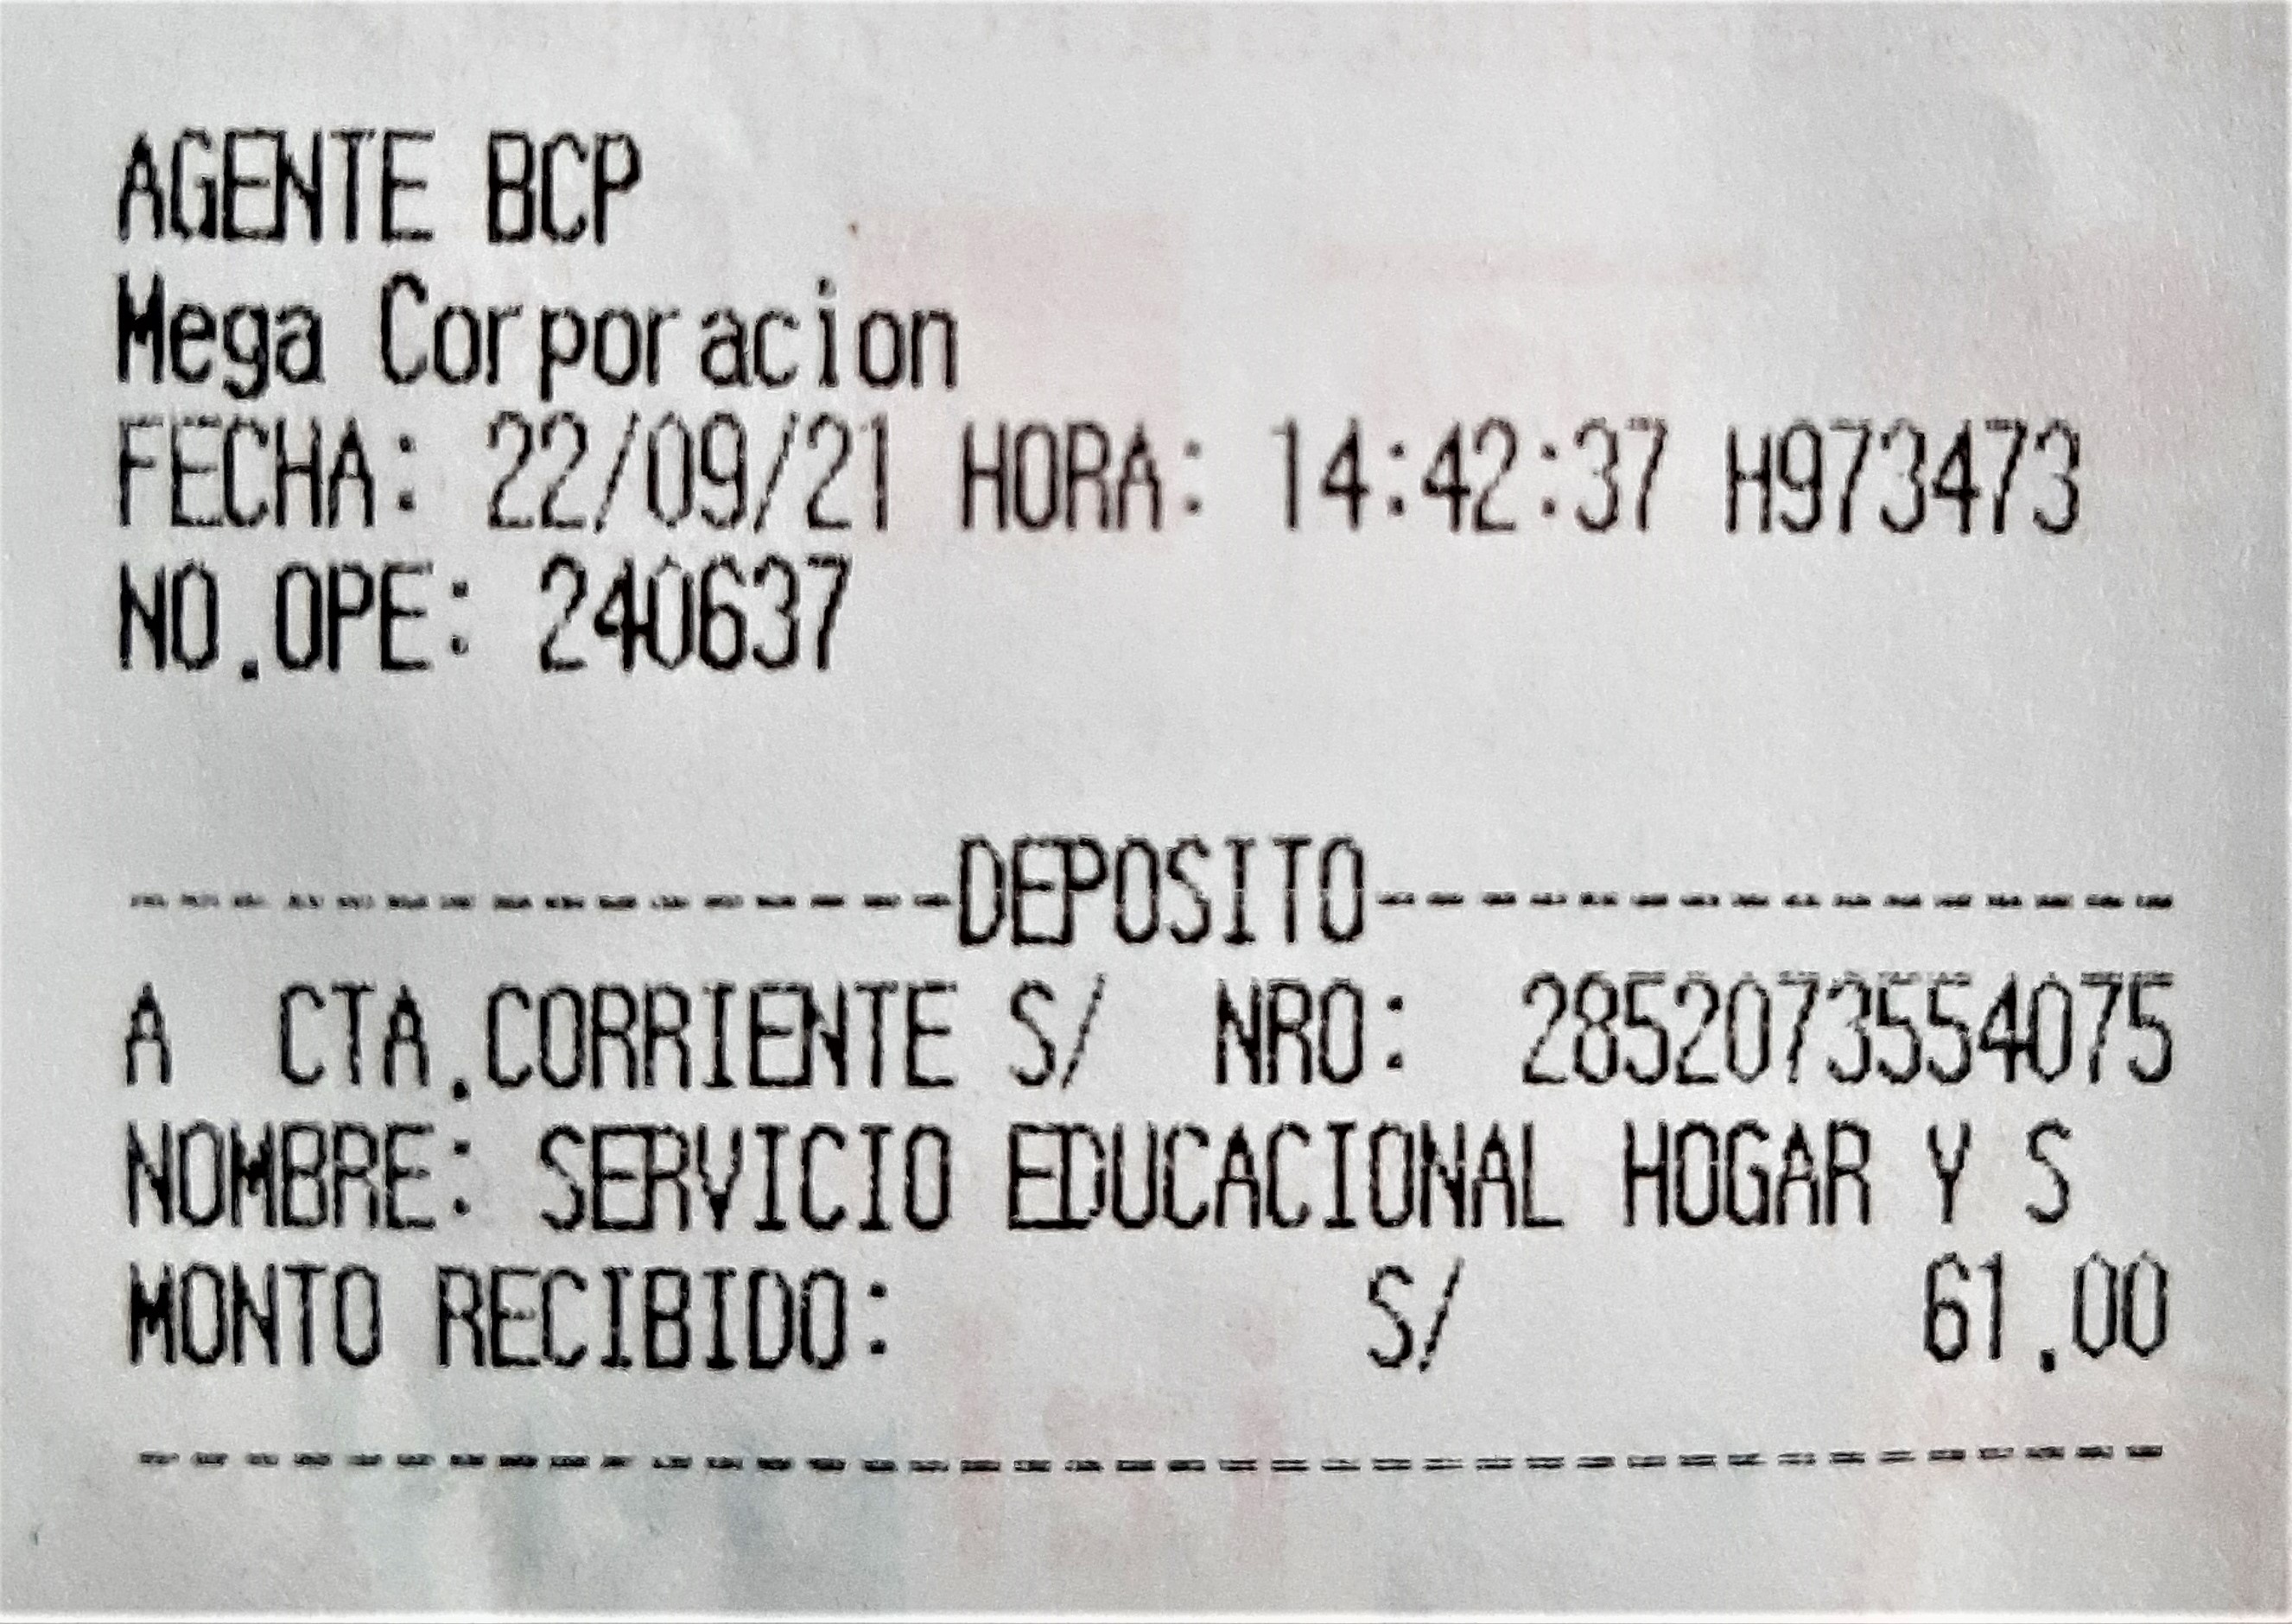 AGENTE BCP
Mega Corporacion
FECHA: 22/09/21 HORA: 14:42:37 H973473
NO.OPE: 240637
----------------DEPOSITO----------------
A  CTA.CORRIENTE S/  NRO:  2852073554075
NOMBRE: SERVICIO EDUCACIONAL HOGAR Y S
MONTO RECIBIDO: S/ 61.00
----------------------------------------